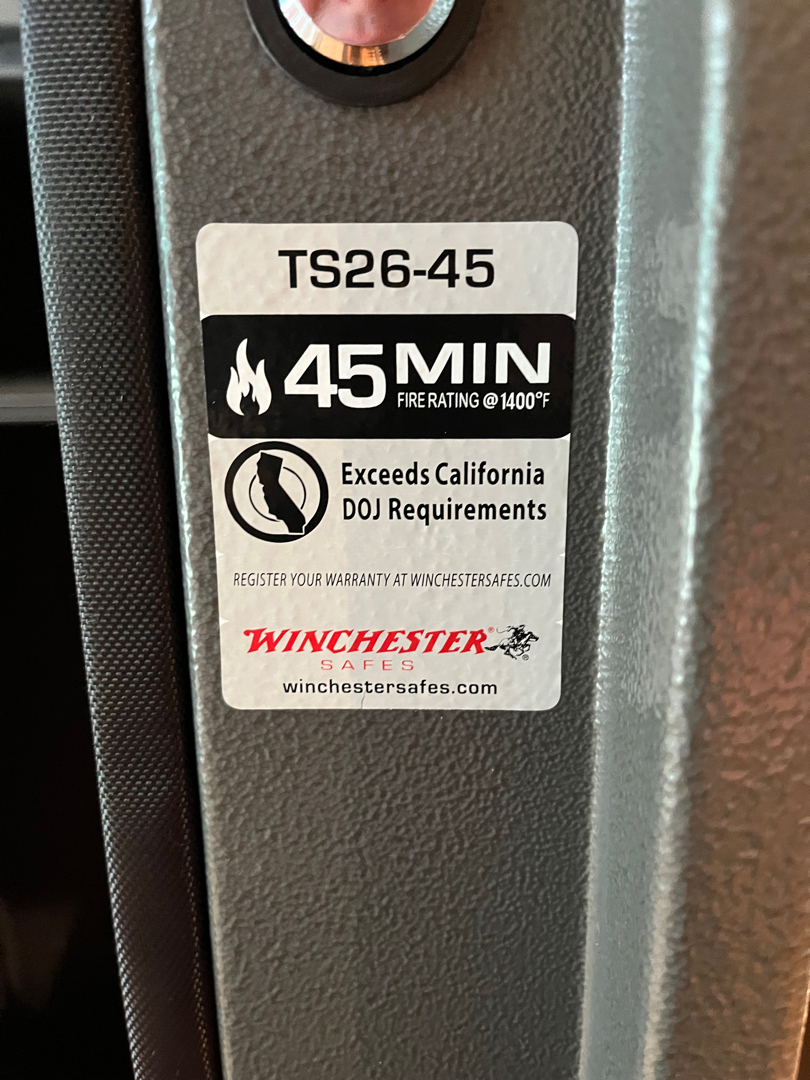 TS26-45
45 MIN
FIRE RATING @1400°F
Exceeds California
DOJ Requirements
REGISTER YOUR WARRANTY AT WINCHESTERSAFES.COM
WINCHESTER®
SAFES
®
winchestersafes.com